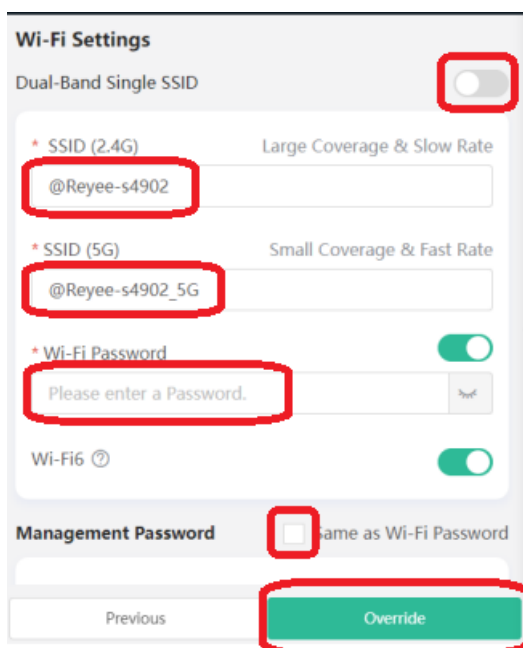 Wi-Fi Settings
Dual-Band Single SSID
* SSID (2.4G) Large Coverage & Slow Rate
@Reyee-s4902
* SSID (5G) Small Coverage & Fast Rate
@Reyee-s4902_5G
* Wi-Fi Password
Please enter a Password.
Wi-Fi6 ?
Management Password Same as Wi-Fi Password
Previous Override